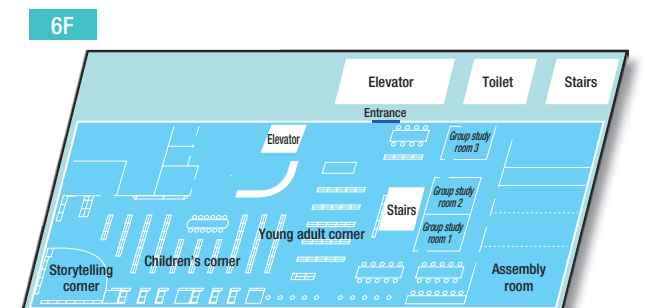 6F
Elevator
Toilet
Stairs
Entrance
Elevator
Group study
room 3
Group study
room 2
Stairs
Group study
room 1
Young adult corner
Children's corner
Storytelling
corner
Assembly
room